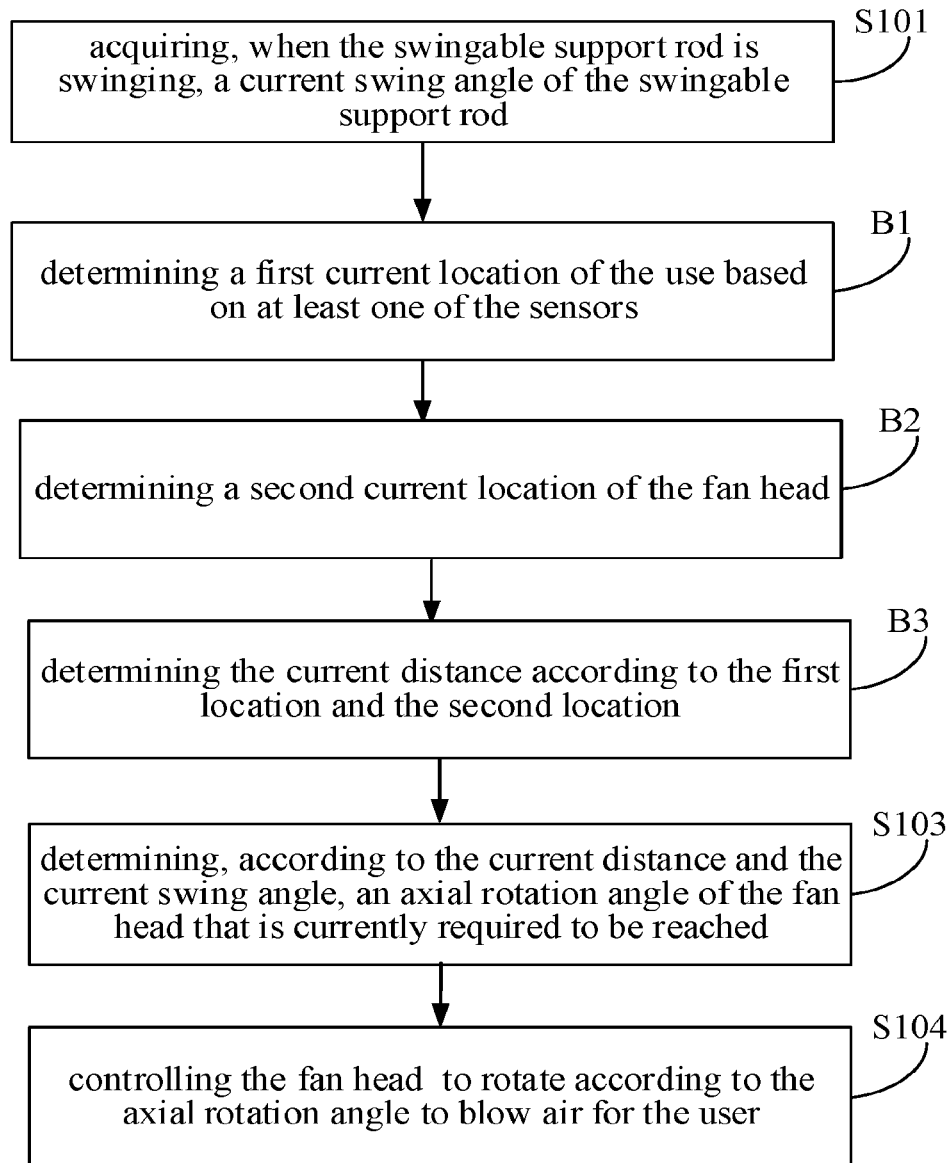 S101
acquiring, when the swingable support rod is
swinging, a current swing angle of the swingable
support rod
B1
determining a first current location of the use based
on at least one of the sensors
B2
determining a second current location of the fan head
B3
determining the current distance according to the first
location and the second location
S103
determining, according to the current distance and the
current swing angle, an axial rotation angle of the fan
head that is currently required to be reached
S104
controlling the fan head to rotate according to the
axial rotation angle to blow air for the user